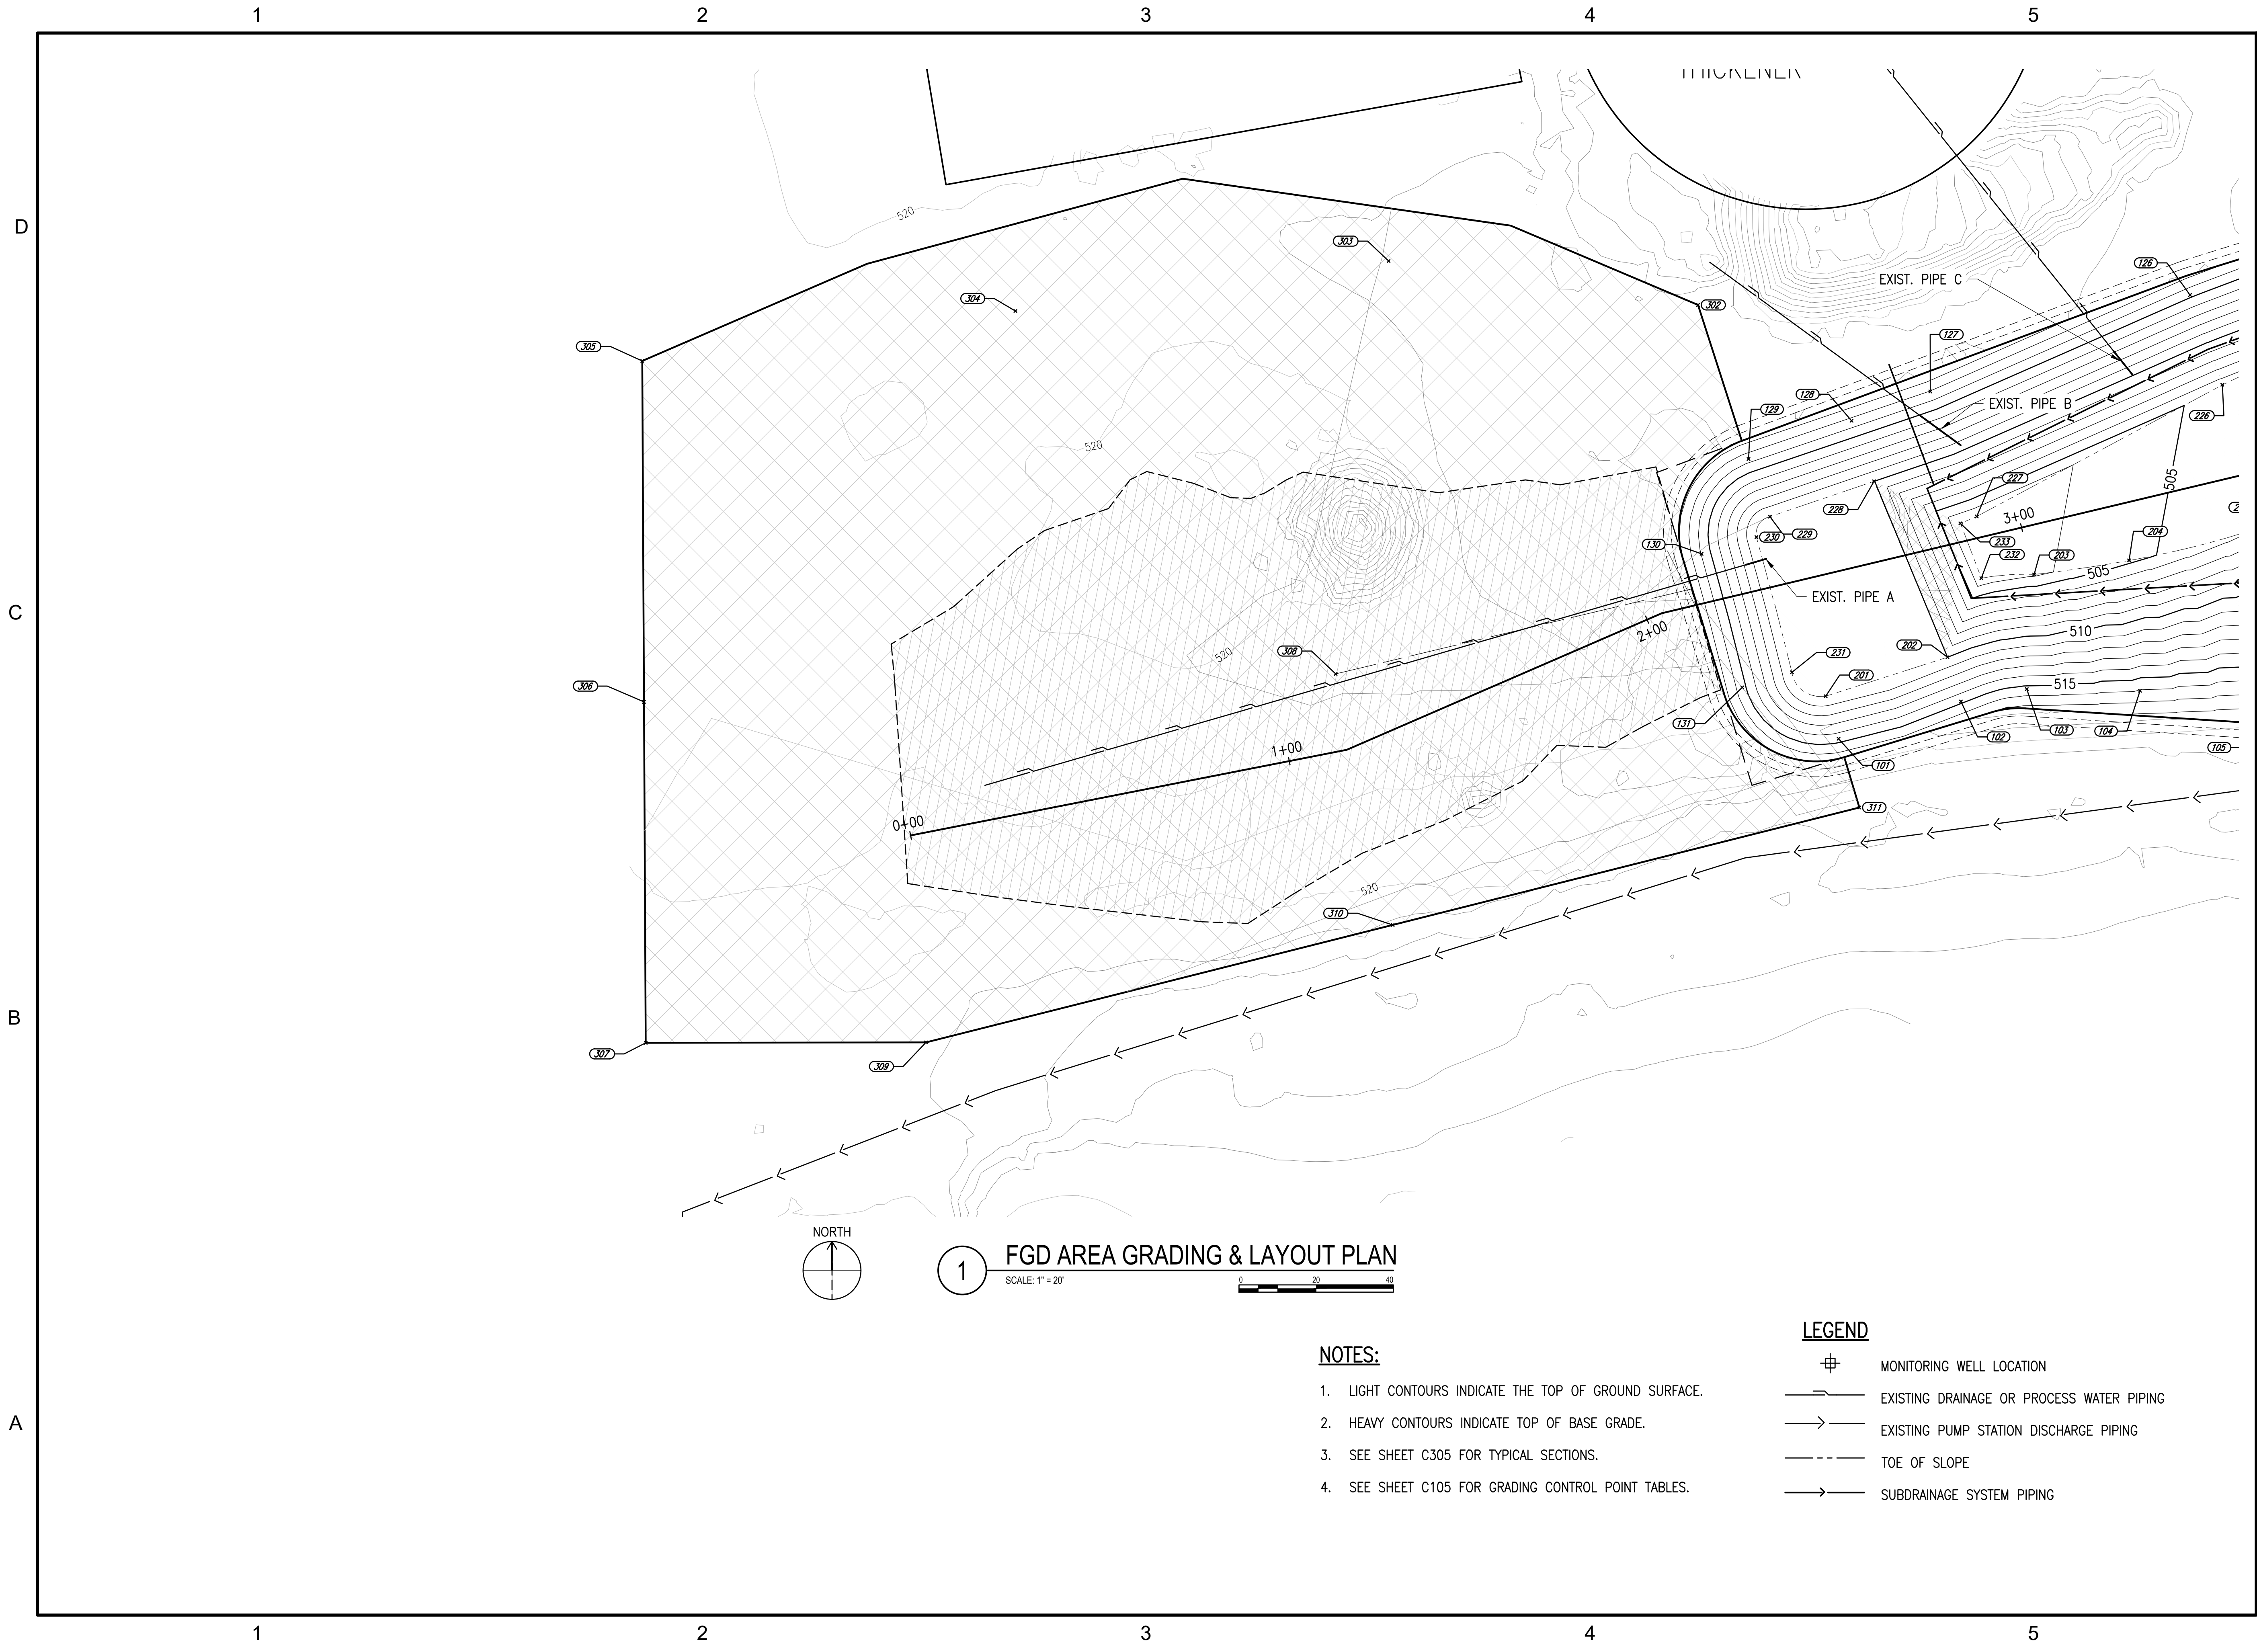 1 2 3 4 5
THICKENER
D
520
303
304
302
305
EXIST. PIPE C
126
127
128
129
EXIST. PIPE B
226
520
505
227
228
3+00
229
230
130
233
232
203
204
505
EXIST. PIPE A
C
2+00
510
308
520
202
231
201
306
515
131
102
103
104
105
1+00
101
0+00
311
520
310
B
307
309
NORTH
1
FGD AREA GRADING & LAYOUT PLAN
SCALE: 1" = 20'
0 20 40
NOTES:
1. LIGHT CONTOURS INDICATE THE TOP OF GROUND SURFACE.
2. HEAVY CONTOURS INDICATE TOP OF BASE GRADE.
3. SEE SHEET C305 FOR TYPICAL SECTIONS.
4. SEE SHEET C105 FOR GRADING CONTROL POINT TABLES.
LEGEND
MONITORING WELL LOCATION
EXISTING DRAINAGE OR PROCESS WATER PIPING
EXISTING PUMP STATION DISCHARGE PIPING
TOE OF SLOPE
SUBDRAINAGE SYSTEM PIPING
A
1 2 3 4 5